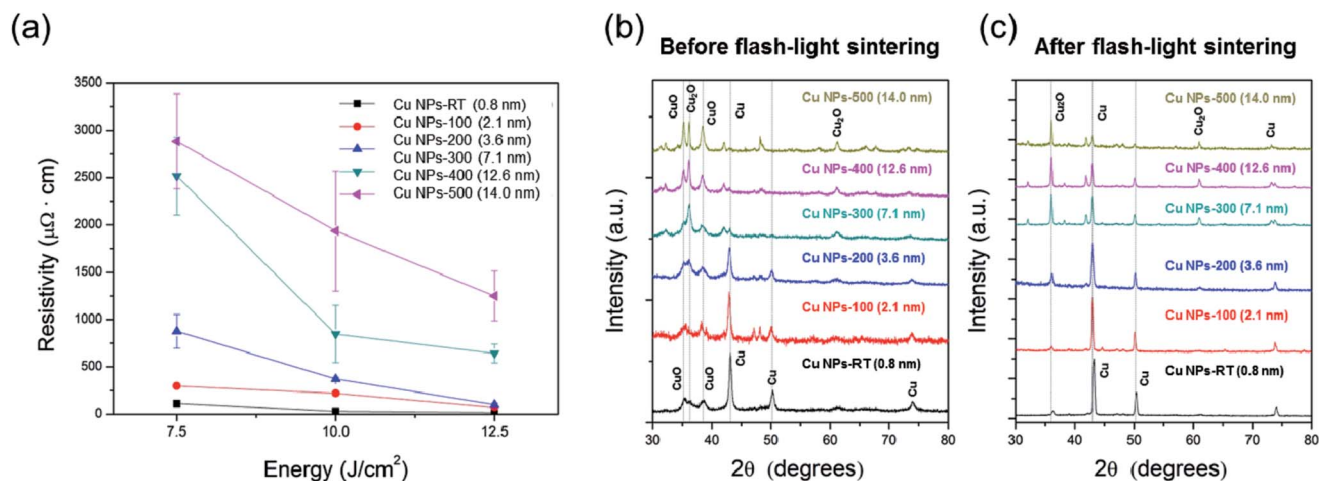 (a)
3500
3000
2500
2000
1500
1000
500
0
Resistivity (μΩ · cm)
7.5
10.0
12.5
Energy (J/cm²)
Cu NPs-RT (0.8 nm)
Cu NPs-100 (2.1 nm)
Cu NPs-200 (3.6 nm)
Cu NPs-300 (7.1 nm)
Cu NPs-400 (12.6 nm)
Cu NPs-500 (14.0 nm)
(b)
Before flash-light sintering
Intensity (a.u.)
CuO
Cu₂O
CuO
Cu
Cu₂O
Cu NPs-500 (14.0 nm)
Cu NPs-400 (12.6 nm)
Cu NPs-300 (7.1 nm)
Cu NPs-200 (3.6 nm)
Cu NPs-100 (2.1 nm)
Cu NPs-RT (0.8 nm)
CuO
CuO
Cu
Cu
Cu
30
40
50
60
70
80
2θ (degrees)
(c)
After flash-light sintering
Intensity (a.u.)
Cu₂O
Cu
Cu₂O
Cu
Cu NPs-500 (14.0 nm)
Cu NPs-400 (12.6 nm)
Cu NPs-300 (7.1 nm)
Cu NPs-200 (3.6 nm)
Cu NPs-100 (2.1 nm)
Cu NPs-RT (0.8 nm)
Cu
Cu
30
40
50
60
70
80
2θ (degrees)